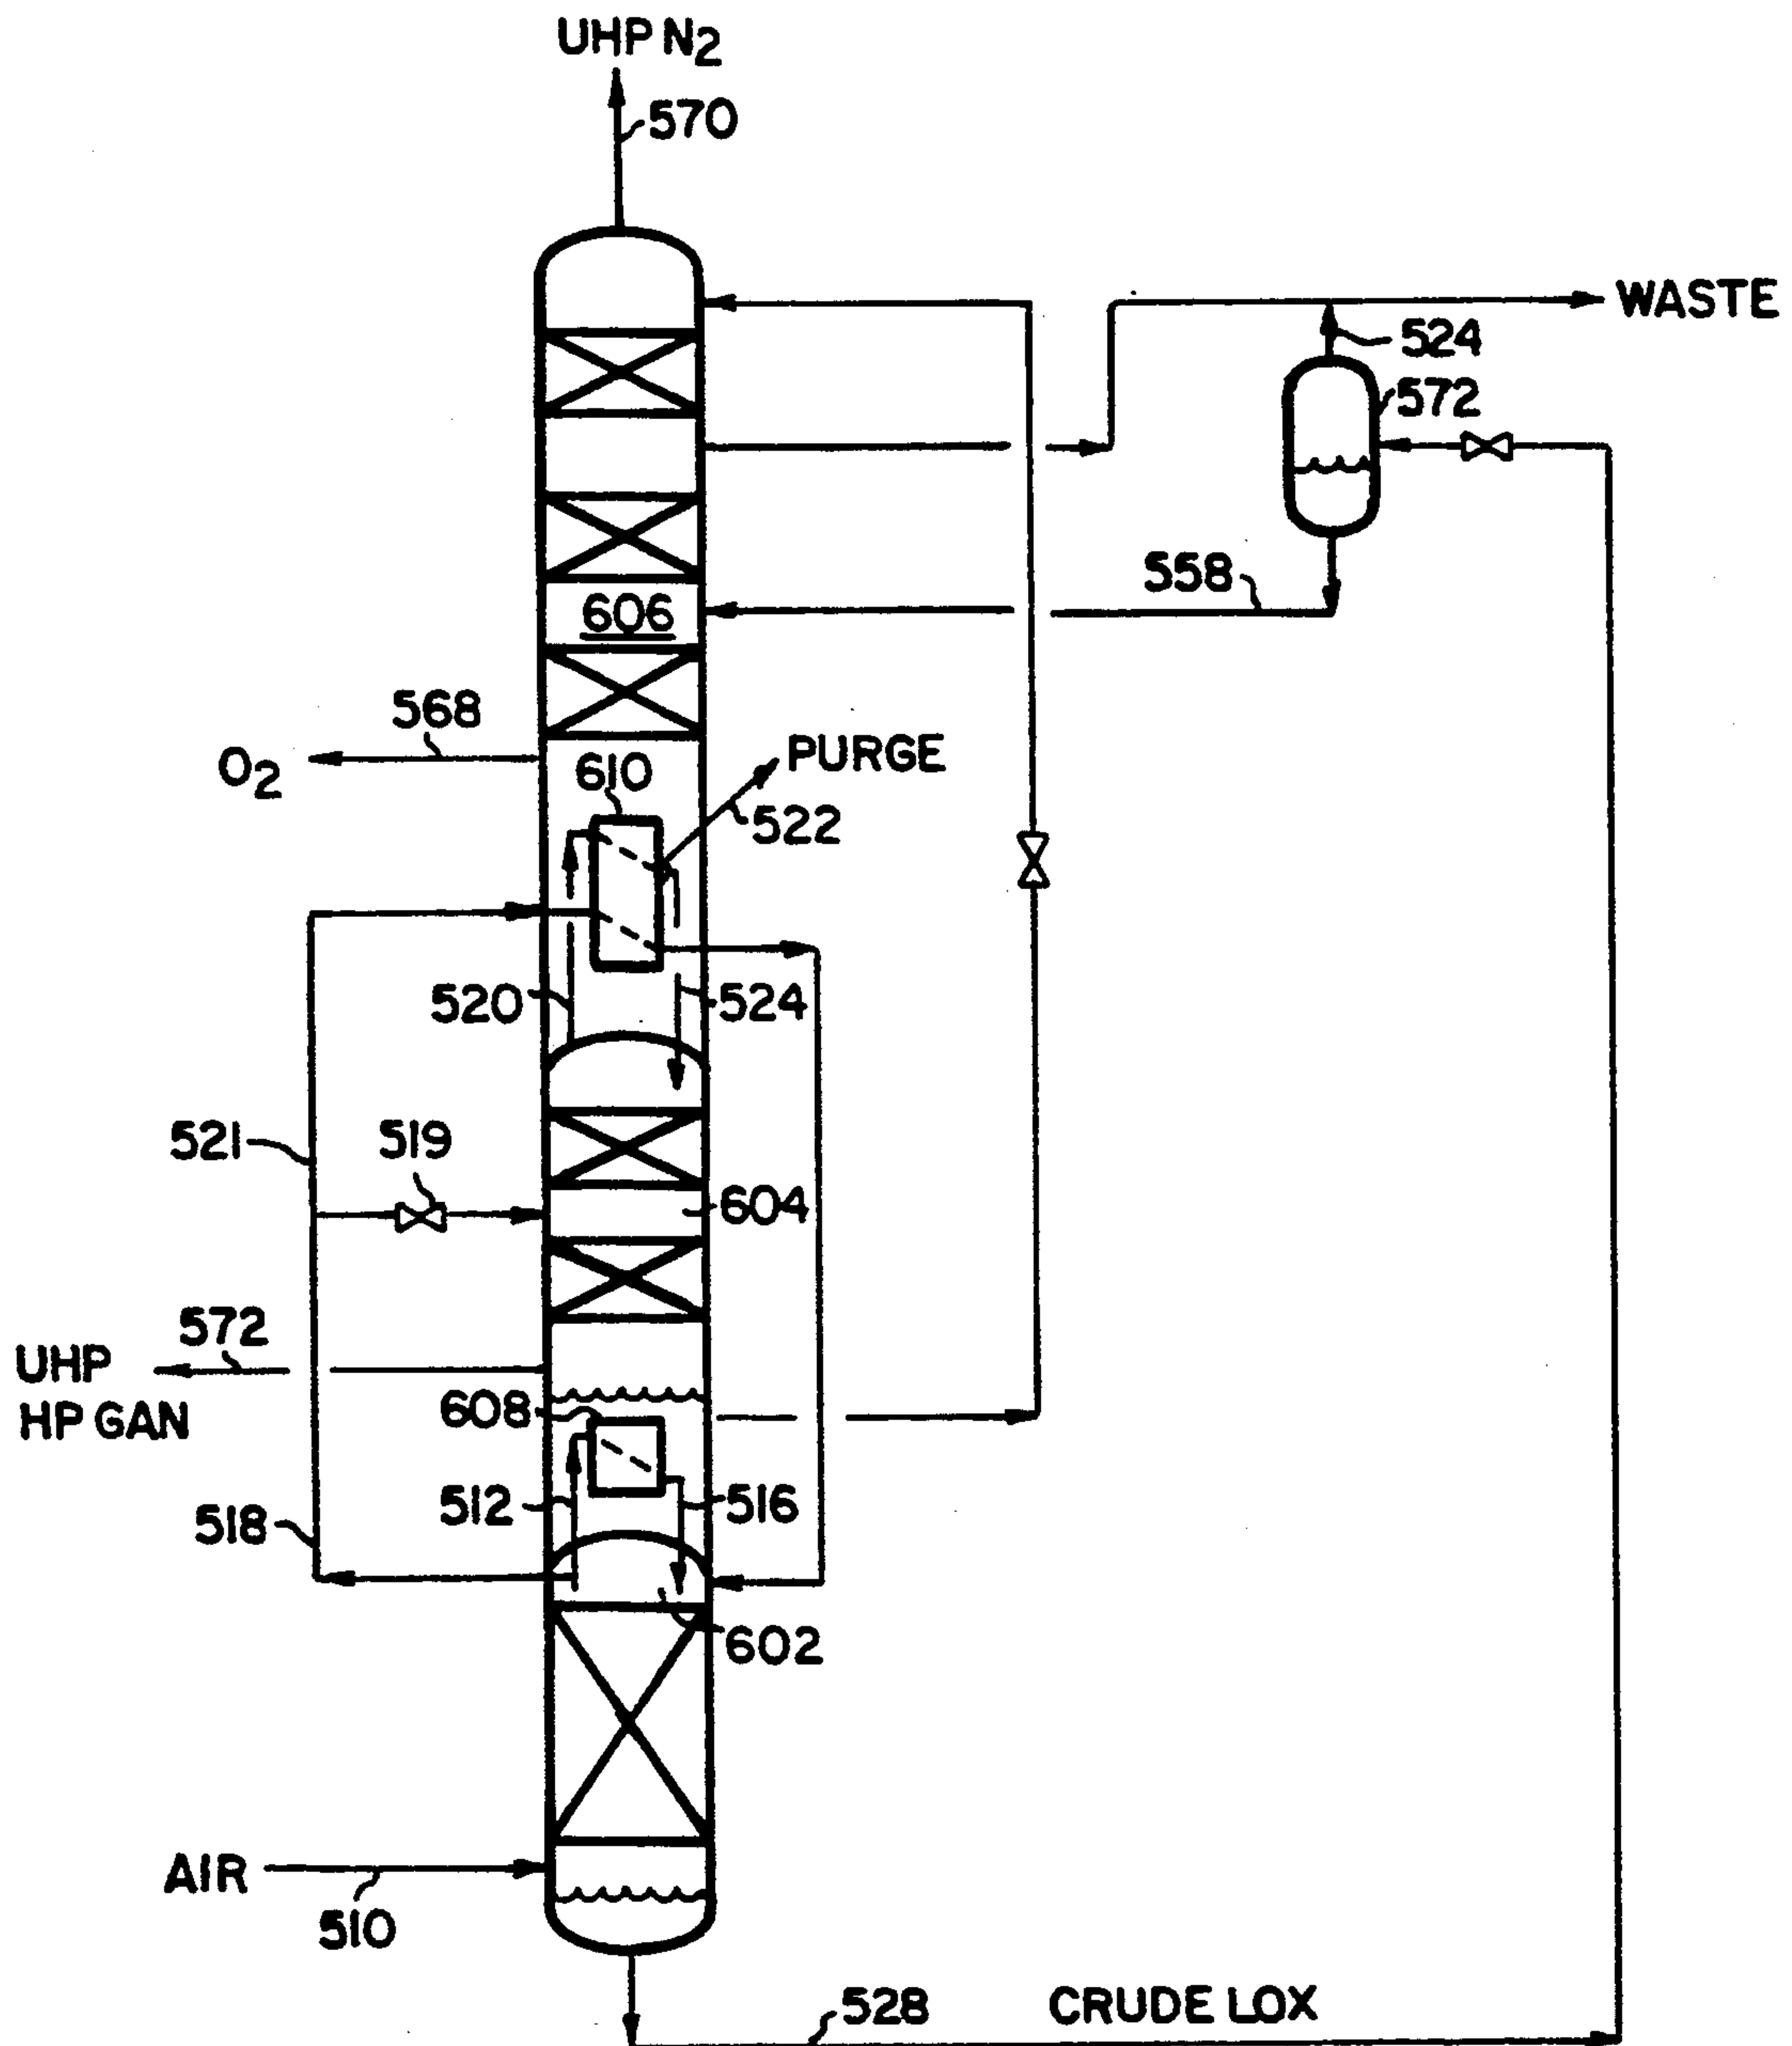 UHP N2
570
WASTE
524
572
558
606
568
O2
610
PURGE
522
520
524
521
519
604
572
UHP
HP GAN
608
512
516
518
602
AIR
510
528
CRUDE LOX